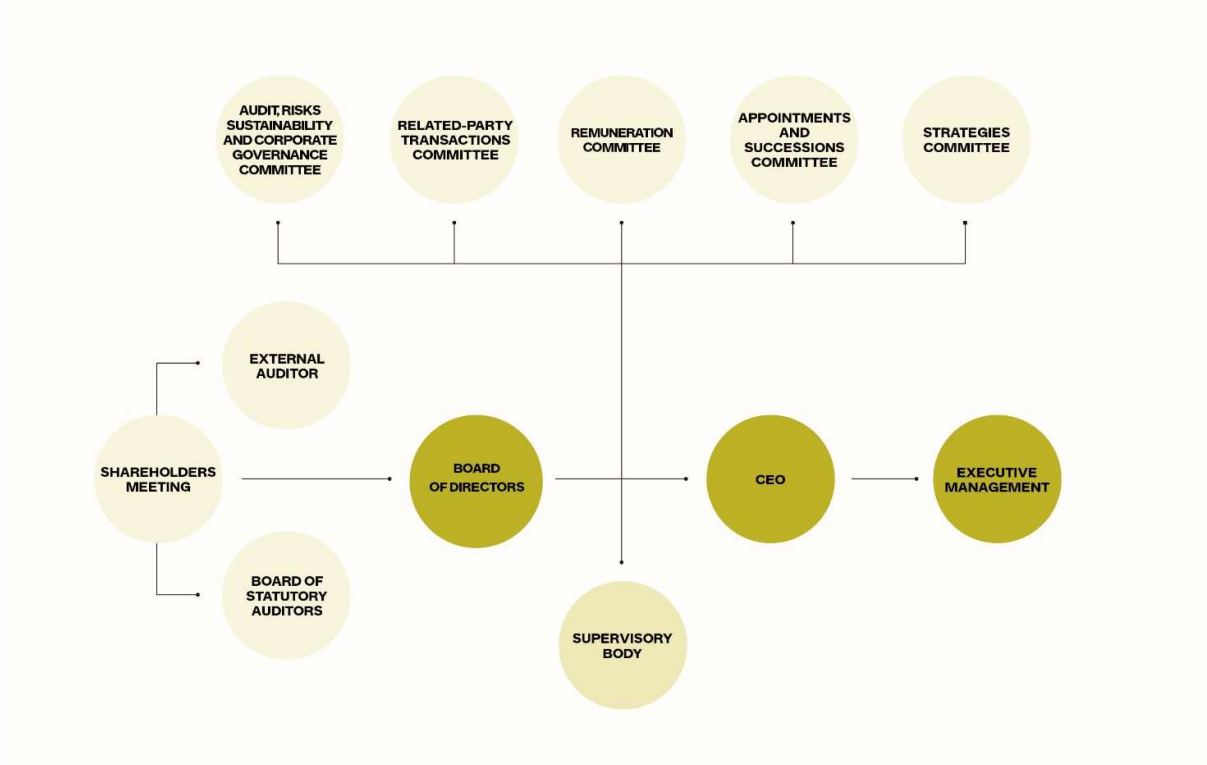 AUDIT, RISKS
SUSTAINABILITY
AND CORPORATE
GOVERNANCE
COMMITTEE
RELATED-PARTY
TRANSACTIONS
COMMITTEE
REMUNERATION
COMMITTEE
APPOINTMENTS
AND
SUCCESSIONS
COMMITTEE
STRATEGIES
COMMITTEE
EXTERNAL
AUDITOR
SHAREHOLDERS
MEETING
BOARD
OF DIRECTORS
CEO
EXECUTIVE
MANAGEMENT
BOARD OF
STATUTORY
AUDITORS
SUPERVISORY
BODY